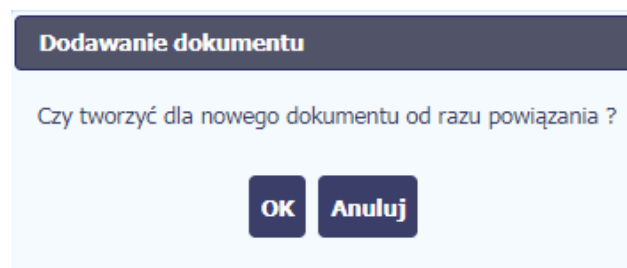 Dodawanie dokumentu
Czy tworzyć dla nowego dokumentu od razu powiązania ?
OK Anuluj